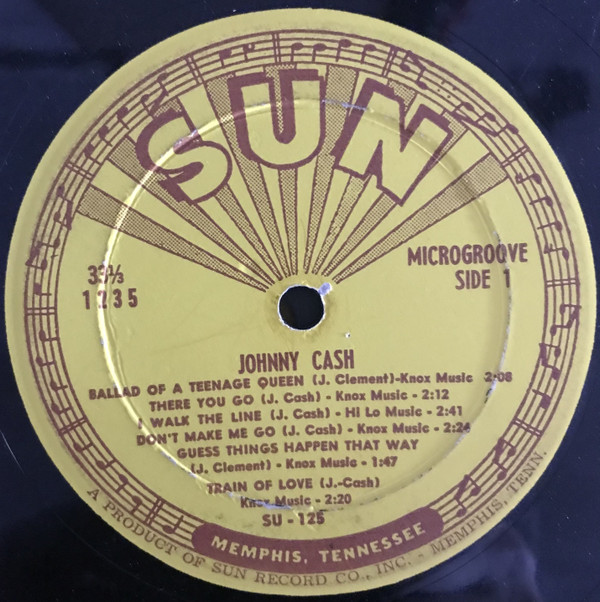 SUN
MICROGROOVE
SIDE 1
33⅓
1235
JOHNNY CASH
BALLAD OF A TEENAGE QUEEN (J. Clement)-Knox Music 2:08
THERE YOU GO (J. Cash) - Knox Music - 2:12
I WALK THE LINE (J. Cash) - Hi Lo Music - 2:41
DON'T MAKE ME GO (J. Cash) - Knox Music - 2:24
GUESS THINGS HAPPEN THAT WAY
(J. Clement) - Knox Music - 1:47
TRAIN OF LOVE (J.-Cash)
Knox Music - 2:20
SU - 125
MEMPHIS, TENNESSEE
A PRODUCT OF SUN RECORD CO., INC. - MEMPHIS, TENN.